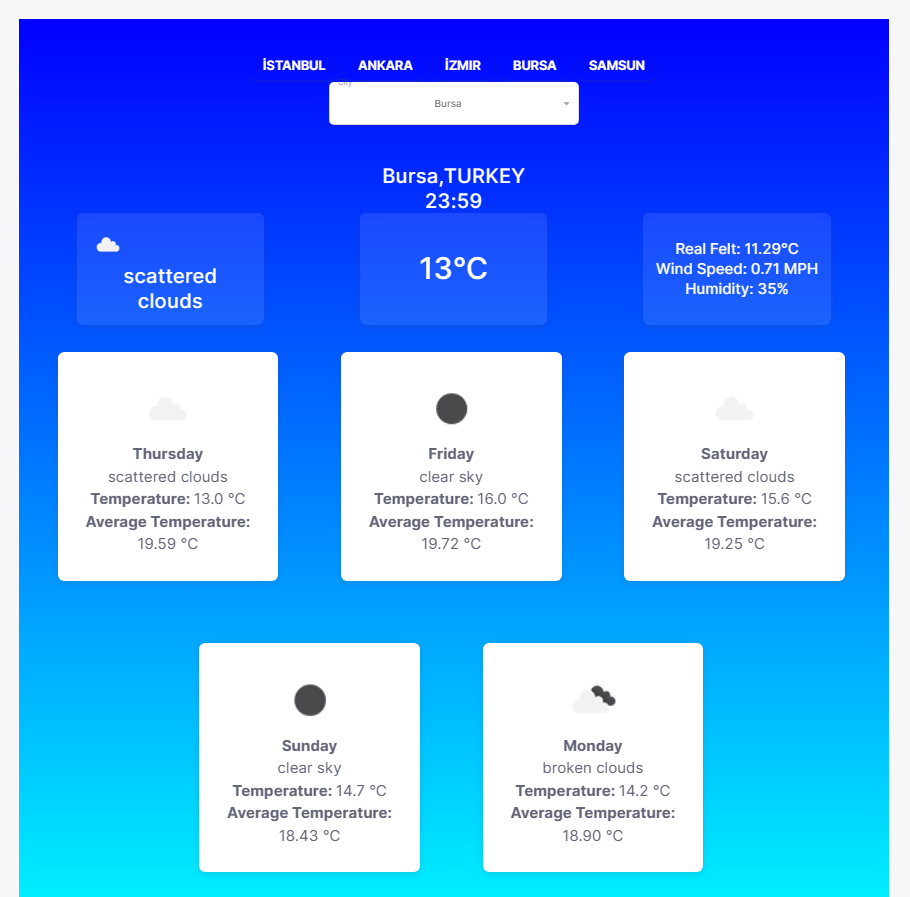 İSTANBUL ANKARA İZMIR BURSA SAMSUN
City
Bursa
Bursa,TURKEY
23:59
scattered
clouds
13°C
Real Felt: 11.29°C
Wind Speed: 0.71 MPH
Humidity: 35%
Thursday
scattered clouds
Temperature: 13.0 °C
Average Temperature:
19.59 °C
Friday
clear sky
Temperature: 16.0 °C
Average Temperature:
19.72 °C
Saturday
scattered clouds
Temperature: 15.6 °C
Average Temperature:
19.25 °C
Sunday
clear sky
Temperature: 14.7 °C
Average Temperature:
18.43 °C
Monday
broken clouds
Temperature: 14.2 °C
Average Temperature:
18.90 °C